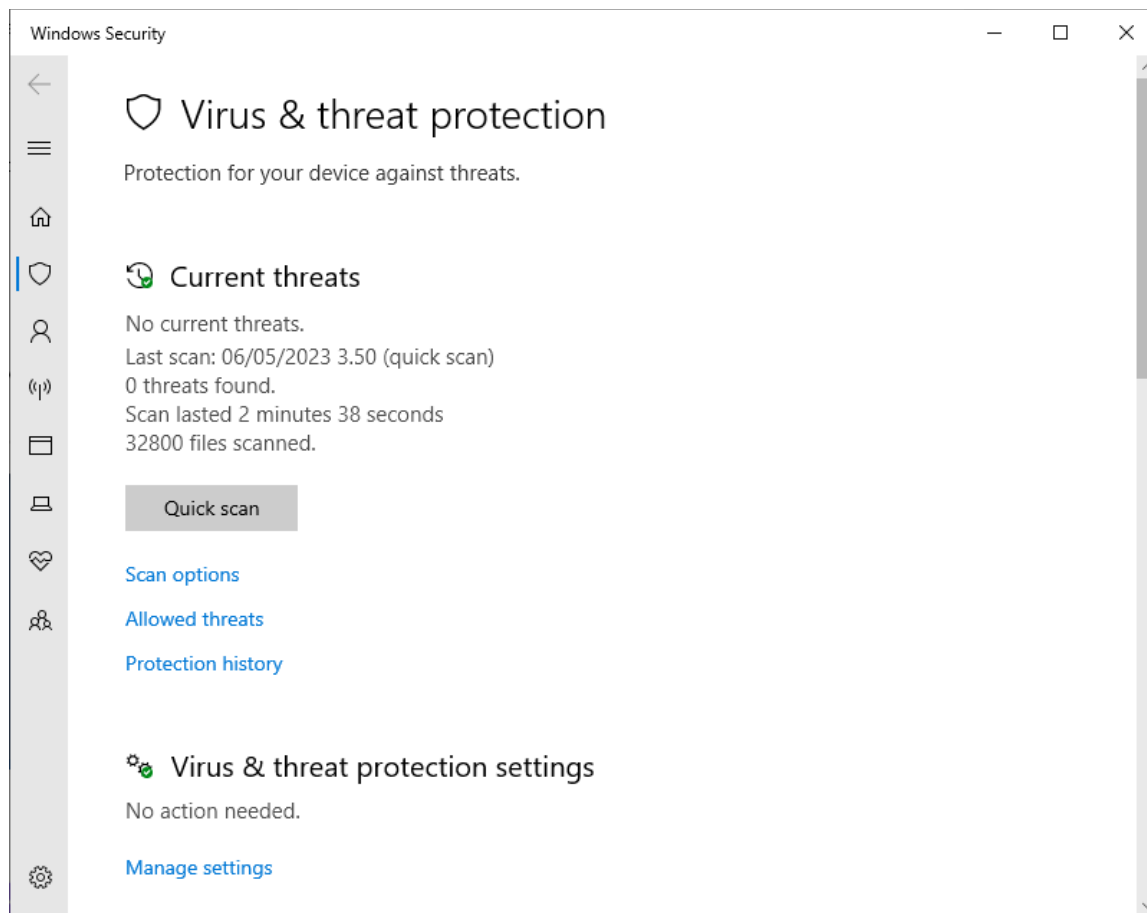 Windows Security
Virus & threat protection
Protection for your device against threats.
Current threats
No current threats.
Last scan: 06/05/2023 3.50 (quick scan)
0 threats found.
Scan lasted 2 minutes 38 seconds
32800 files scanned.
Quick scan
Scan options
Allowed threats
Protection history
Virus & threat protection settings
No action needed.
Manage settings